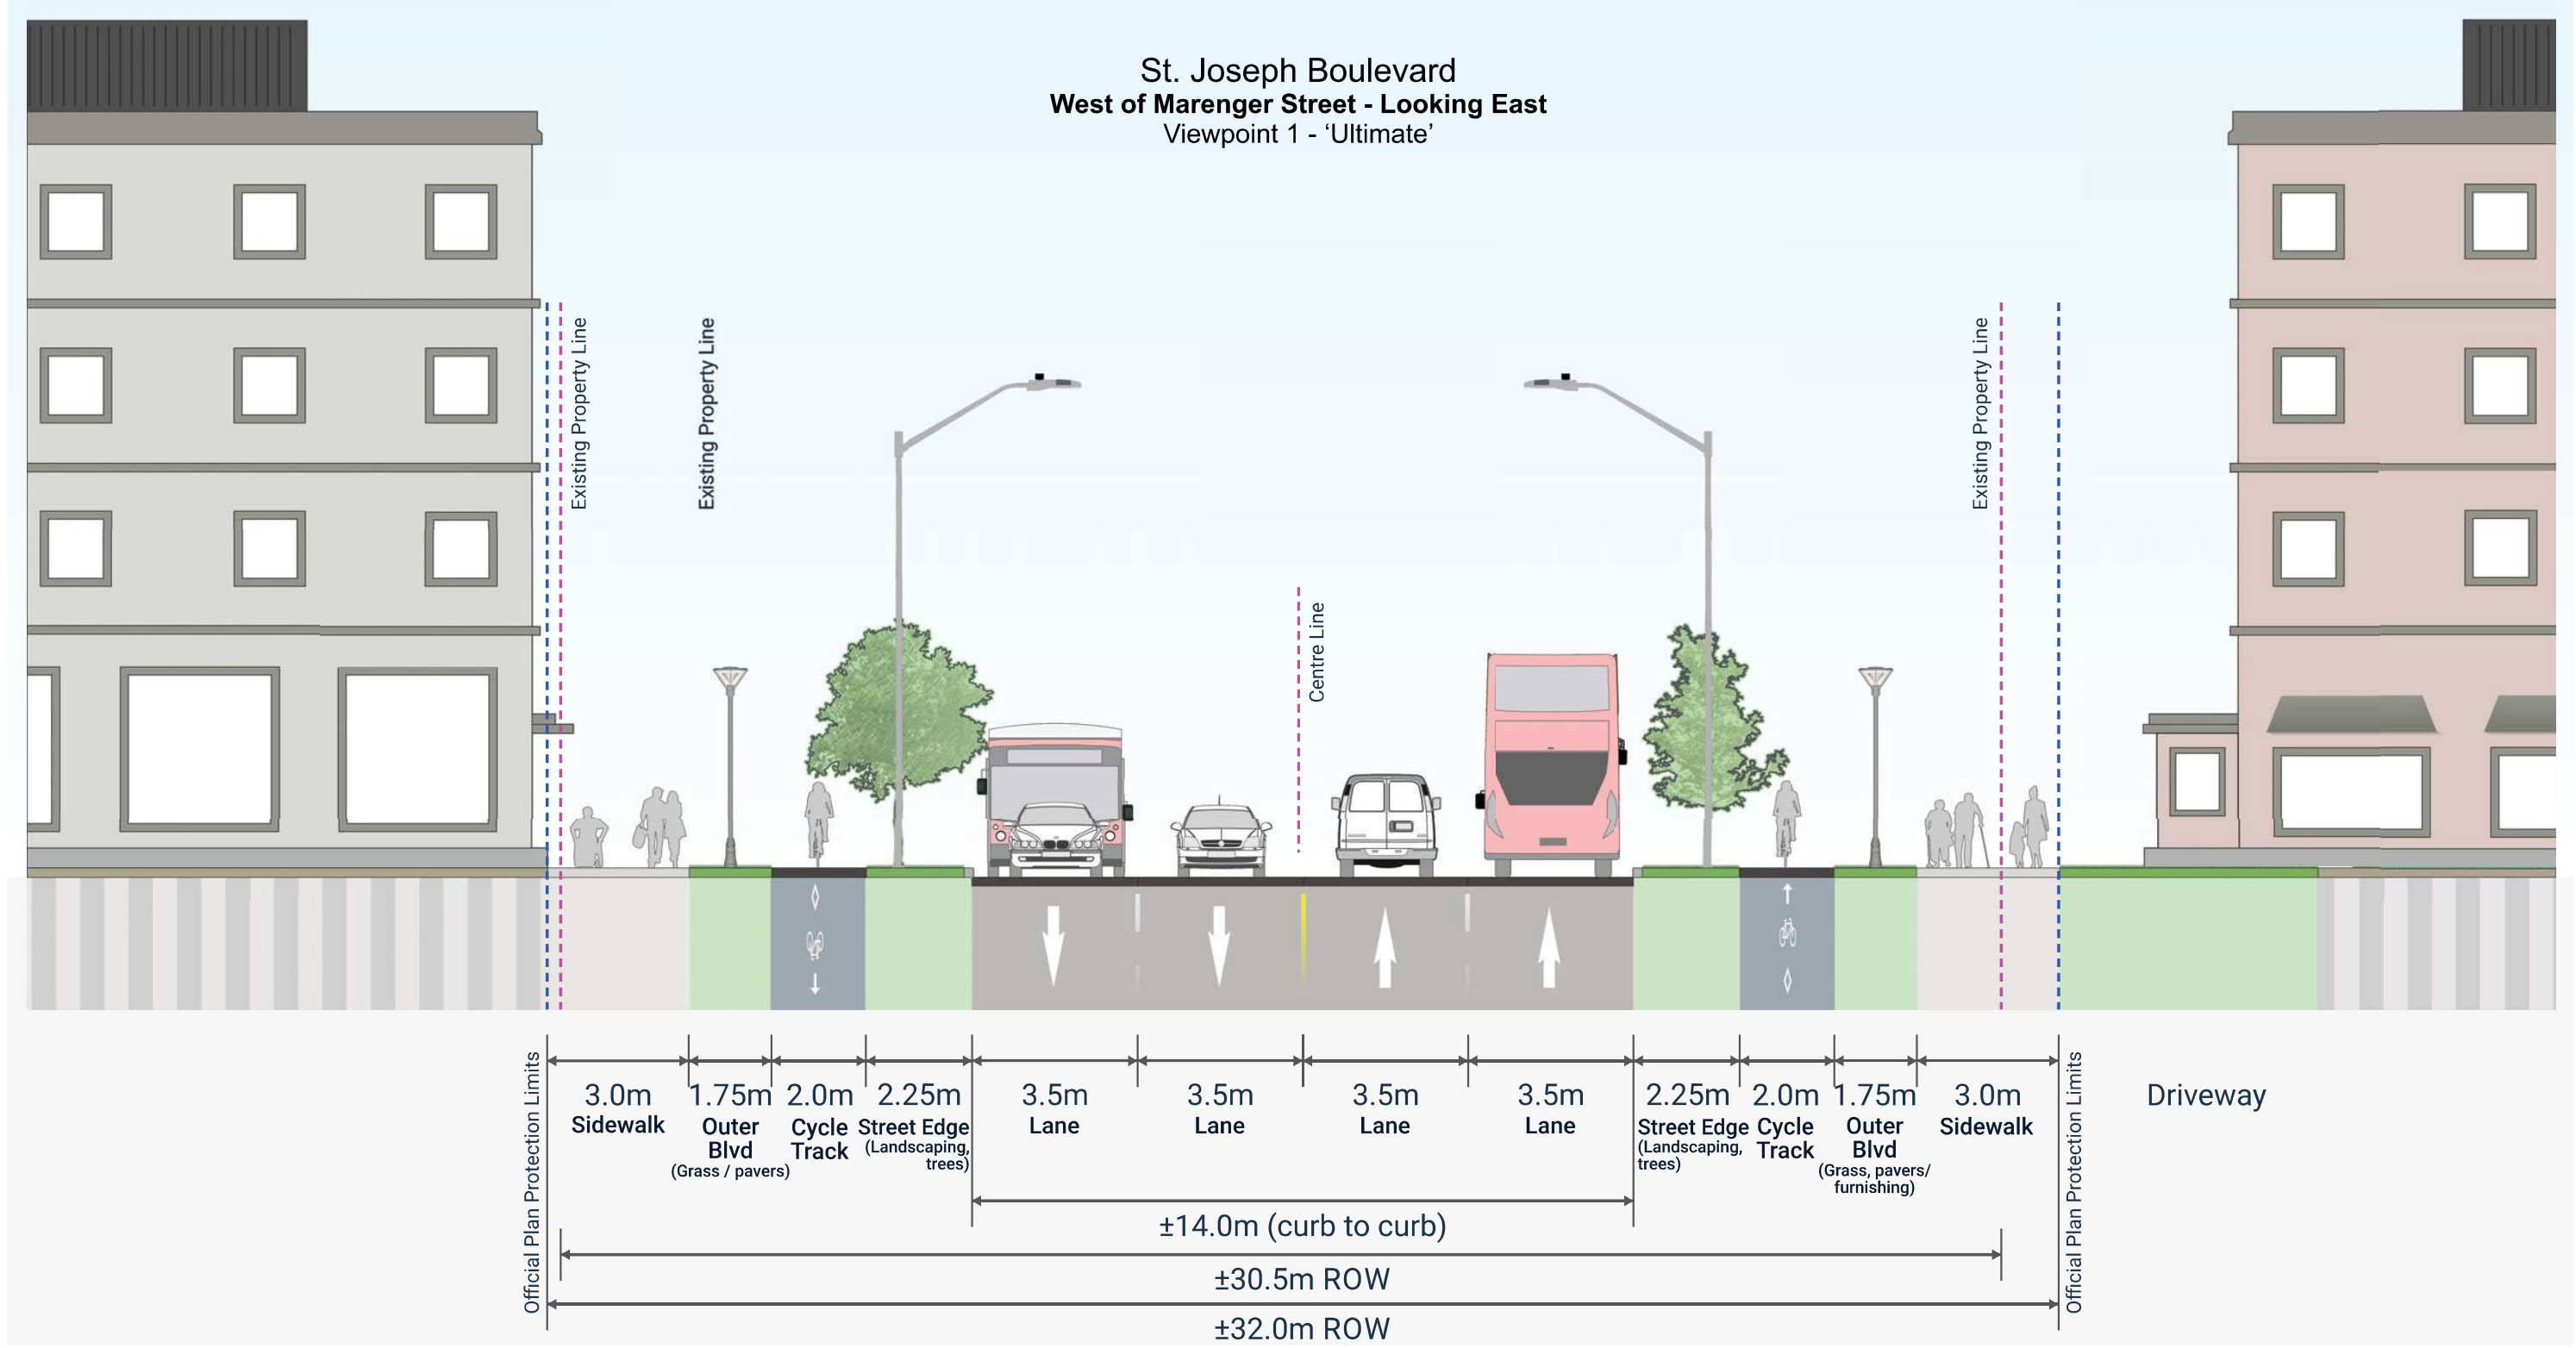 St. Joseph Boulevard
West of Marenger Street - Looking East
Viewpoint 1 - ‘Ultimate’
Existing Property Line
Existing Property Line
Existing Property Line
Centre Line
Official Plan Protection Limits
3.0m
Sidewalk
1.75m
Outer
Blvd
(Grass / pavers)
2.0m
Cycle
Track
2.25m
Street Edge
(Landscaping,
trees)
3.5m
Lane
3.5m
Lane
3.5m
Lane
3.5m
Lane
2.25m
Street Edge
(Landscaping,
trees)
2.0m
Cycle
Track
1.75m
Outer
Blvd
(Grass, pavers/
furnishing)
3.0m
Sidewalk
Official Plan Protection Limits
Driveway
±14.0m (curb to curb)
±30.5m ROW
±32.0m ROW